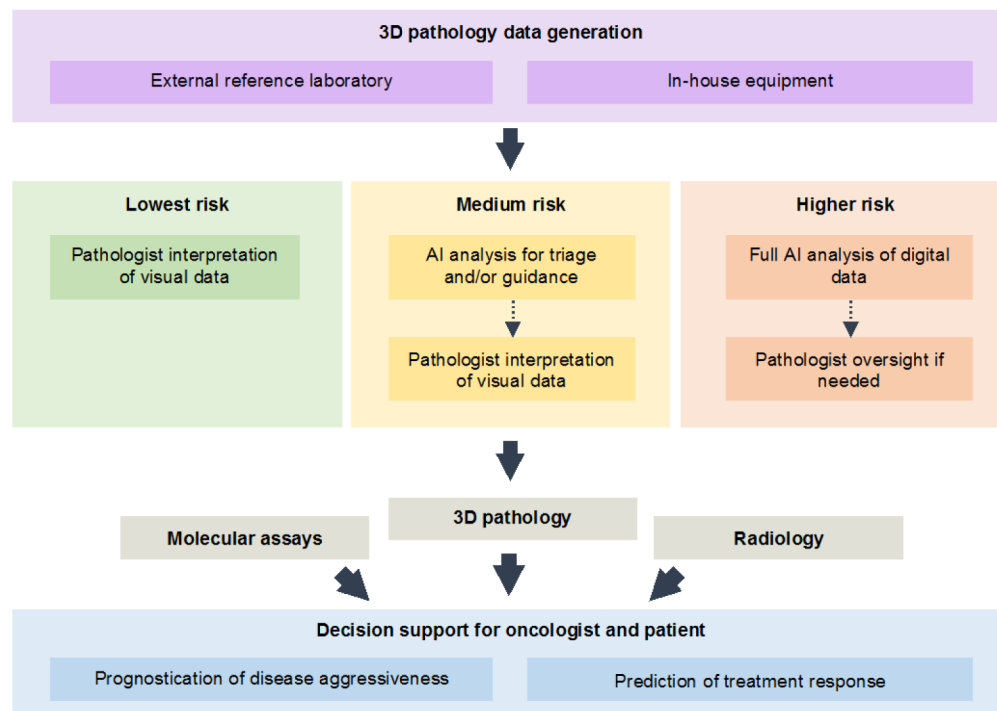 3D pathology data generation
External reference laboratory
In-house equipment
Lowest risk
Pathologist interpretation
of visual data
Medium risk
AI analysis for triage
and/or guidance
Pathologist interpretation
of visual data
Higher risk
Full AI analysis of digital
data
Pathologist oversight if
needed
Molecular assays
3D pathology
Radiology
Decision support for oncologist and patient
Prognostication of disease aggressiveness
Prediction of treatment response